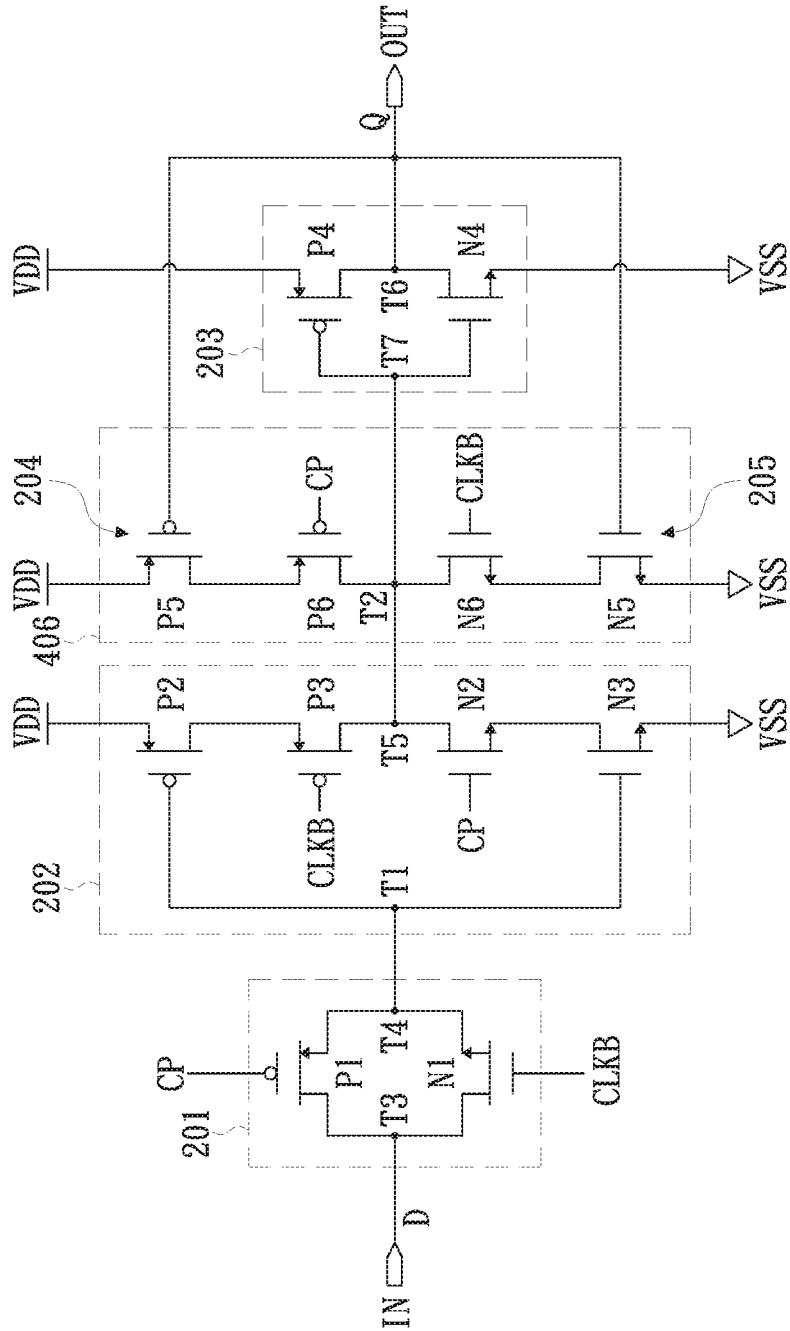 IN
D
201
CP
T3
P1
N1
T4
CLKB
202
T1
VDD
P2
CLKB
P3
T5
CP
N2
N3
VSS
406
VDD
204
P5
P6
CP
T2
N6
CLKB
N5
205
VSS
203
VDD
P4
T7
T6
N4
VSS
Q
OUT